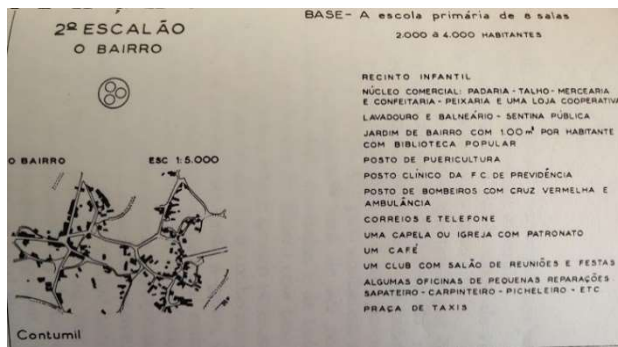 2º ESCALÃO
O BAIRRO
BASE - A escola primária de 8 salas
2.000 à 4.000 HABITANTES
RECINTO INFANTIL
NÚCLEO COMERCIAL: PADARIA - TALHO - MERCEARIA
E CONFEITARIA - PEIXARIA E UMA LOJA COOPERATIVA
LAVADOURO E BALNEÁRIO - SENTINA PÚBLICA
JARDIM DE BAIRRO COM 1.00 m² POR HABITANTE
COM BIBLIOTECA POPULAR
POSTO DE PUERICULTURA
POSTO CLÍNICO DA F.C. DE PREVIDÊNCIA
POSTO DE BOMBEIROS COM CRUZ VERMELHA E
AMBULÂNCIA
CORREIOS E TELEFONE
UMA CAPELA OU IGREJA COM PATRONATO
UM CAFÉ
UM CLUB COM SALÃO DE REUNIÕES E FESTAS
ALGUMAS OFICINAS DE PEQUENAS REPARAÇÕES
SAPATEIRO - CARPINTEIRO - PICHELEIRO - ETC
PRAÇA DE TAXIS
O BAIRRO ESC 1:5.000
Contumil